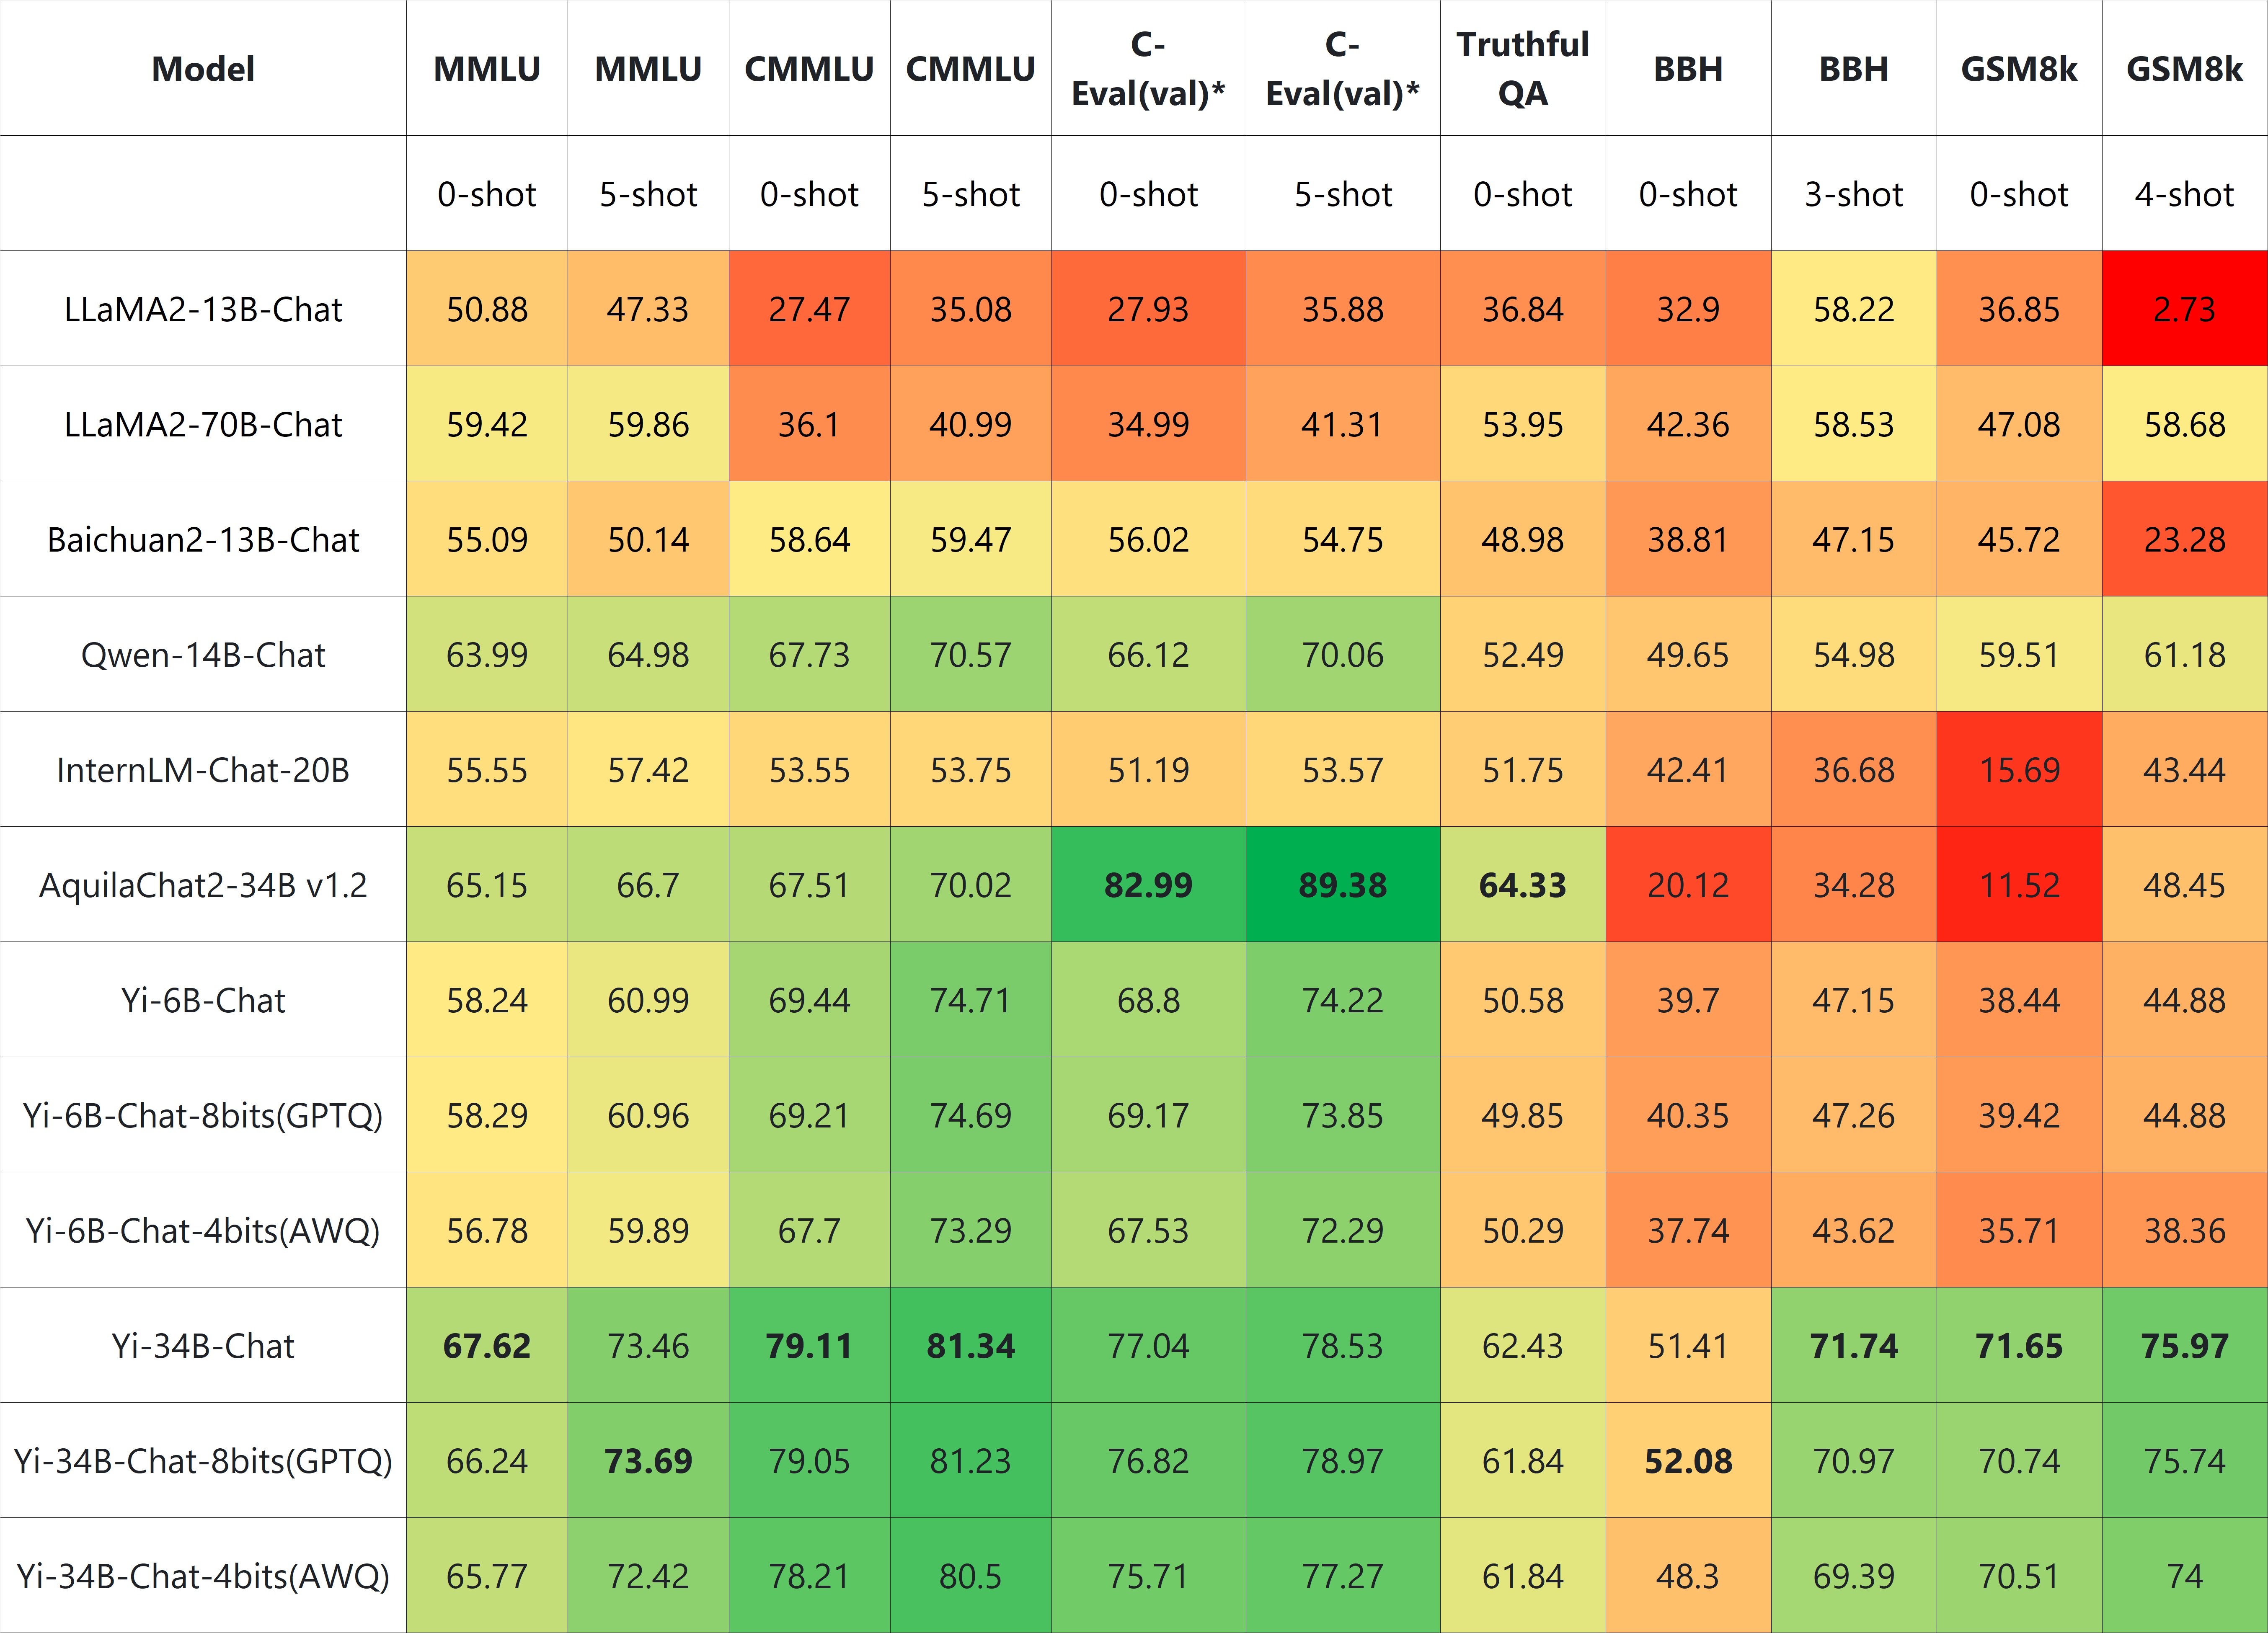 Model MMLU MMLU CMMLU CMMLU C-Eval(val)* C-Eval(val)* Truthful QA BBH BBH GSM8k GSM8k
0-shot 5-shot 0-shot 5-shot 0-shot 5-shot 0-shot 0-shot 3-shot 0-shot 4-shot
LLaMA2-13B-Chat 50.88 47.33 27.47 35.08 27.93 35.88 36.84 32.9 58.22 36.85 2.73
LLaMA2-70B-Chat 59.42 59.86 36.1 40.99 34.99 41.31 53.95 42.36 58.53 47.08 58.68
Baichuan2-13B-Chat 55.09 50.14 58.64 59.47 56.02 54.75 48.98 38.81 47.15 45.72 23.28
Qwen-14B-Chat 63.99 64.98 67.73 70.57 66.12 70.06 52.49 49.65 54.98 59.51 61.18
InternLM-Chat-20B 55.55 57.42 53.55 53.75 51.19 53.57 51.75 42.41 36.68 15.69 43.44
AquilaChat2-34B v1.2 65.15 66.7 67.51 70.02 82.99 89.38 64.33 20.12 34.28 11.52 48.45
Yi-6B-Chat 58.24 60.99 69.44 74.71 68.8 74.22 50.58 39.7 47.15 38.44 44.88
Yi-6B-Chat-8bits(GPTQ) 58.29 60.96 69.21 74.69 69.17 73.85 49.85 40.35 47.26 39.42 44.88
Yi-6B-Chat-4bits(AWQ) 56.78 59.89 67.7 73.29 67.53 72.29 50.29 37.74 43.62 35.71 38.36
Yi-34B-Chat 67.62 73.46 79.11 81.34 77.04 78.53 62.43 51.41 71.74 71.65 75.97
Yi-34B-Chat-8bits(GPTQ) 66.24 73.69 79.05 81.23 76.82 78.97 61.84 52.08 70.97 70.74 75.74
Yi-34B-Chat-4bits(AWQ) 65.77 72.42 78.21 80.5 75.71 77.27 61.84 48.3 69.39 70.51 74